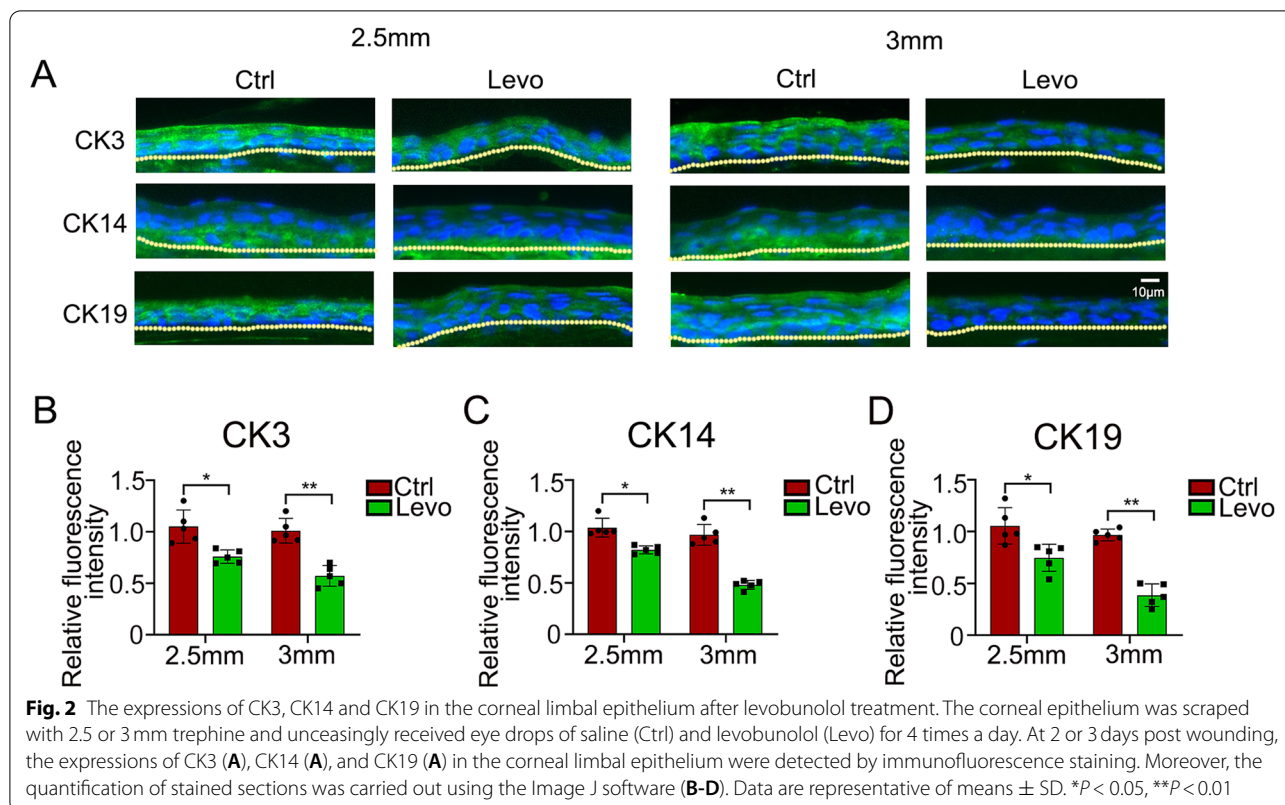 2.5mm 3mm
A Ctrl Levo Ctrl Levo
CK3
CK14
CK19
10µm
B CK3
Relative fluorescence
intensity
1.5
1.0
0.5
0
* **
Ctrl
Levo
2.5mm 3mm
C CK14
Relative fluorescence
intensity
1.5
1.0
0.5
0
* **
Ctrl
Levo
2.5mm 3mm
D CK19
Relative fluorescence
intensity
1.5
1.0
0.5
0
* **
Ctrl
Levo
2.5mm 3mm
Fig. 2 The expressions of CK3, CK14 and CK19 in the corneal limbal epithelium after levobunolol treatment. The corneal epithelium was scraped
with 2.5 or 3 mm trephine and unceasingly received eye drops of saline (Ctrl) and levobunolol (Levo) for 4 times a day. At 2 or 3 days post wounding,
the expressions of CK3 (A), CK14 (A), and CK19 (A) in the corneal limbal epithelium were detected by immunofluorescence staining. Moreover, the
quantification of stained sections was carried out using the Image J software (B-D). Data are representative of means ± SD. *P < 0.05, **P < 0.01